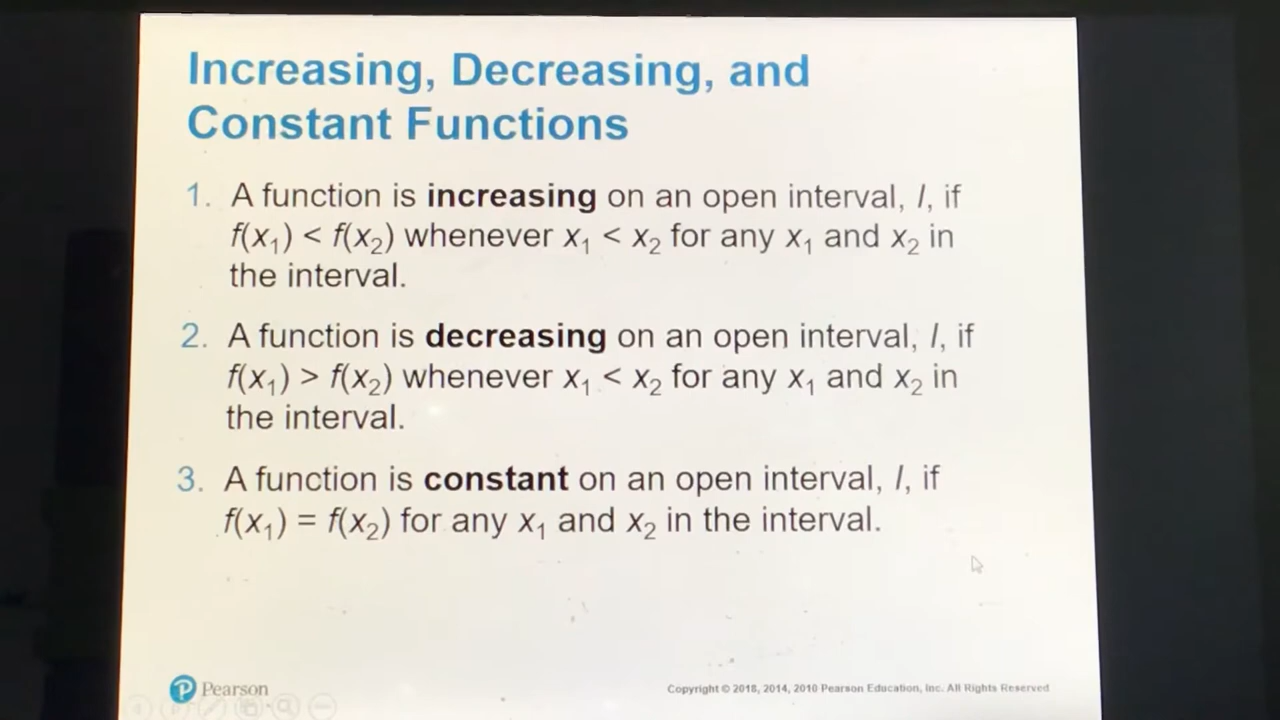 Increasing, Decreasing, and
Constant Functions
1. A function is increasing on an open interval, I, if
f(x₁) < f(x₂) whenever x₁ < x₂ for any x₁ and x₂ in
the interval.
2. A function is decreasing on an open interval, I, if
f(x₁) > f(x₂) whenever x₁ < x₂ for any x₁ and x₂ in
the interval.
3. A function is constant on an open interval, I, if
f(x₁) = f(x₂) for any x₁ and x₂ in the interval.
P Pearson
Copyright © 2018, 2014, 2010 Pearson Education, Inc. All Rights Reserved